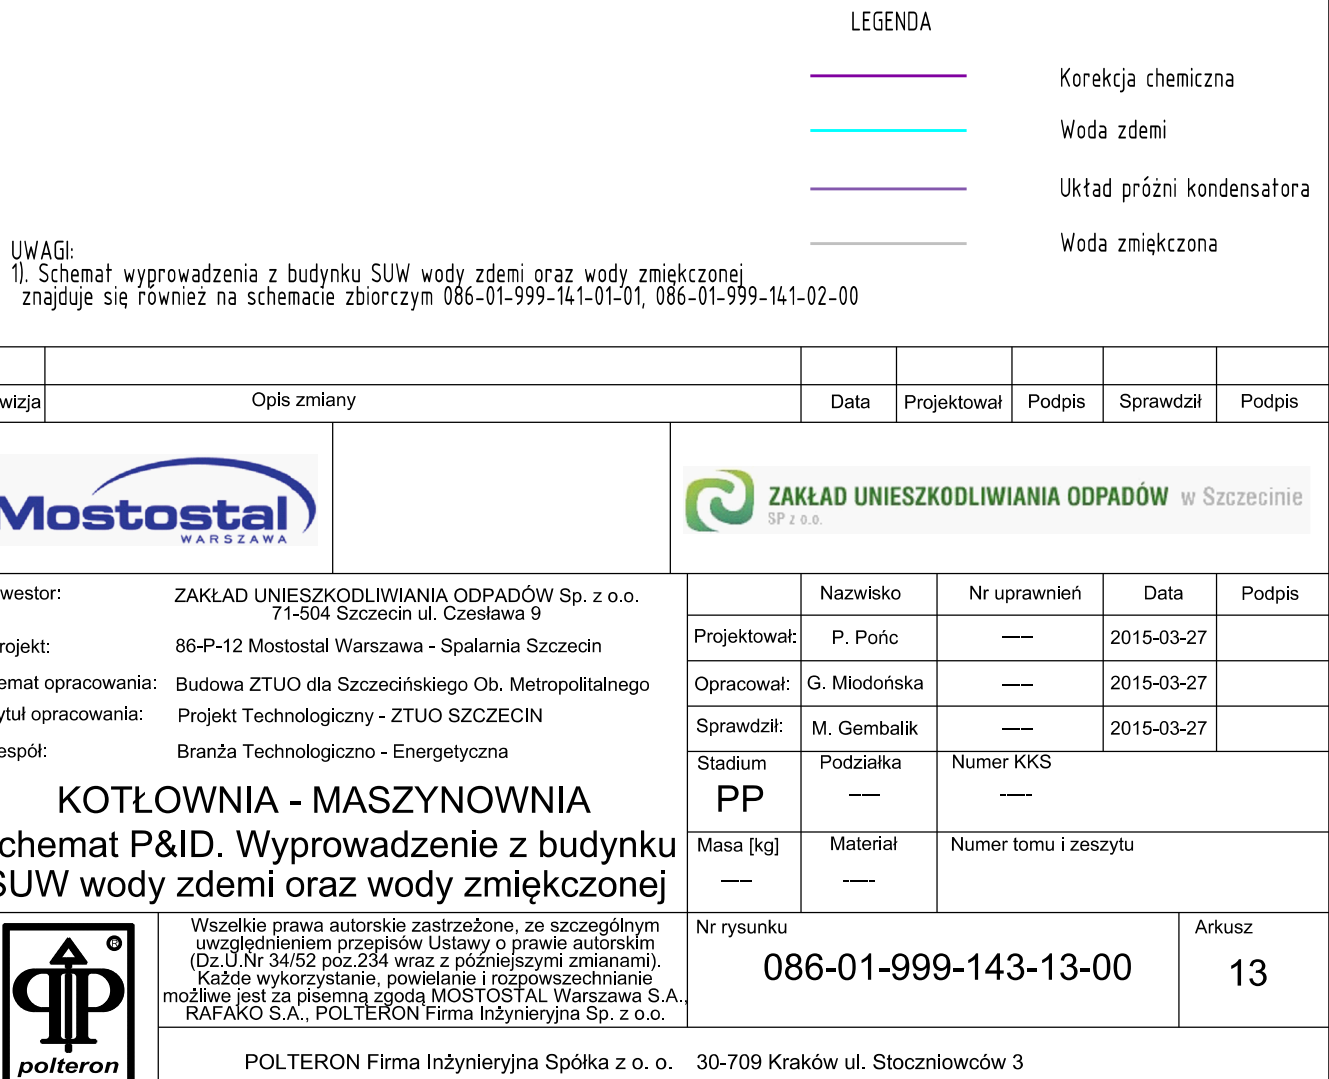 LEGENDA
Korekcja chemiczna
Woda zdemi
Układ próżni kondensatora
Woda zmiękczona
UWAGI:
1). Schemat wyprowadzenia z budynku SUW wody zdemi oraz wody zmiękczonej
znajduje się również na schemacie zbiorczym 086-01-999-141-01-01, 086-01-999-141-02-00
wizja Opis zmiany Data Projektował Podpis Sprawdził Podpis
Mostostal
WARSZAWA
ZAKŁAD UNIESZKODLIWIANIA ODPADÓW w Szczecinie
SP z o.o.
westor: ZAKŁAD UNIESZKODLIWIANIA ODPADÓW Sp. z o.o.
71-504 Szczecin ul. Czesława 9
rojekt: 86-P-12 Mostostal Warszawa - Spalarnia Szczecin
emat opracowania: Budowa ZTUO dla Szczecińskiego Ob. Metropolitalnego
ytuł opracowania: Projekt Technologiczny - ZTUO SZCZECIN
espół: Branża Technologiczno - Energetyczna
KOTŁOWNIA - MASZYNOWNIA
chemat P&ID. Wyprowadzenie z budynku
SUW wody zdemi oraz wody zmiękczonej
Nazwisko Nr uprawnień Data Podpis
Projektował: P. Pońc —— 2015-03-27
Opracował: G. Miodońska —— 2015-03-27
Sprawdził: M. Gembalik —— 2015-03-27
Stadium Podziałka Numer KKS
PP —— ——
Masa [kg] Materiał Numer tomu i zeszytu
—— ——
® polteron
Wszelkie prawa autorskie zastrzeżone, ze szczególnym
uwzględnieniem przepisów Ustawy o prawie autorskim
(Dz.U.Nr 34/52 poz.234 wraz z późniejszymi zmianami).
Każde wykorzystanie, powielanie i rozpowszechnianie
możliwe jest za pisemną zgodą MOSTOSTAL Warszawa S.A.,
RAFAKO S.A., POLTERON Firma Inżynieryjna Sp. z o.o.
Nr rysunku Arkusz
086-01-999-143-13-00 13
POLTERON Firma Inżynieryjna Spółka z o. o. 30-709 Kraków ul. Stoczniowców 3